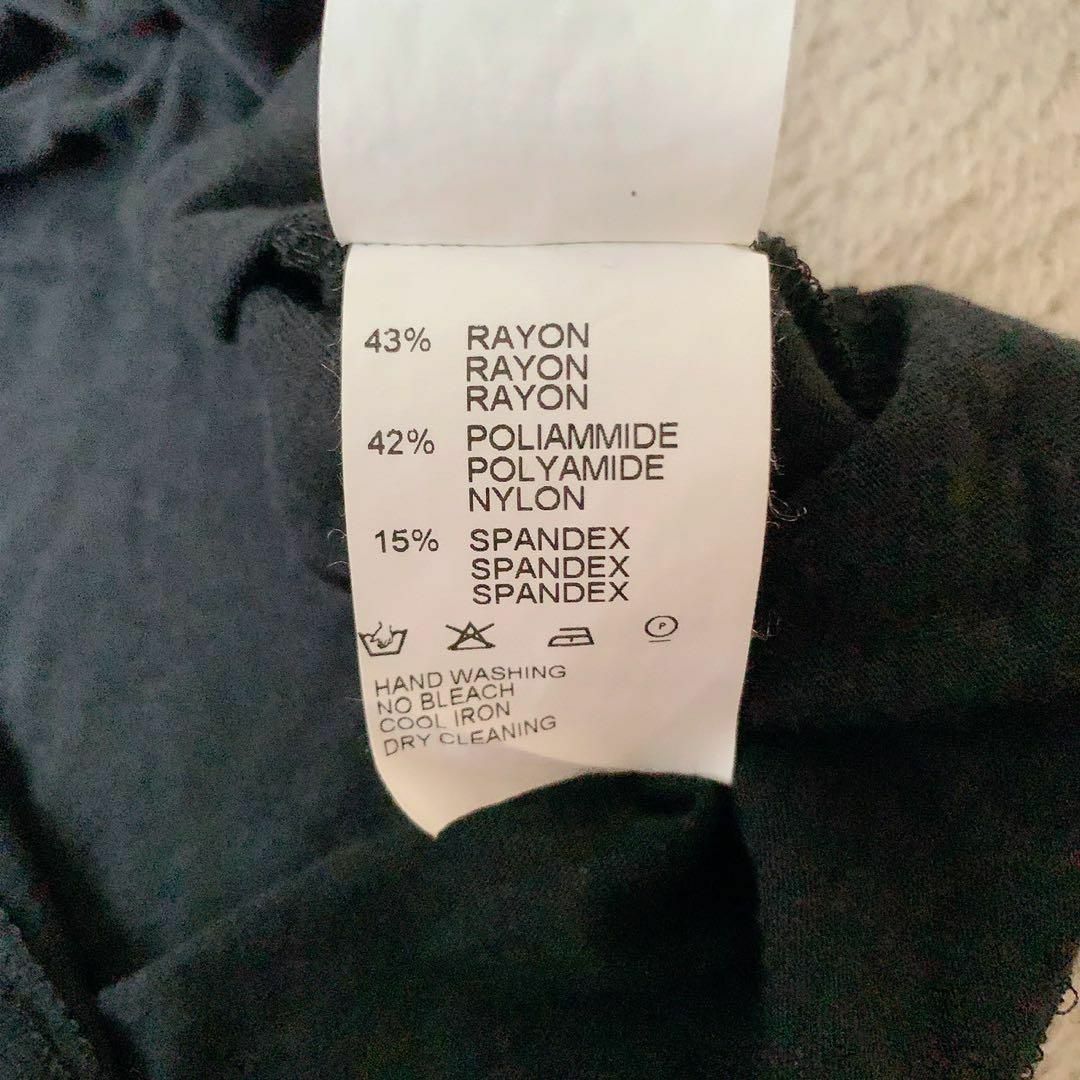 43% RAYON
RAYON
RAYON
42% POLIAMMIDE
POLYAMIDE
NYLON
15% SPANDEX
SPANDEX
SPANDEX
P
HAND WASHING
NO BLEACH
COOL IRON
DRY CLEANING